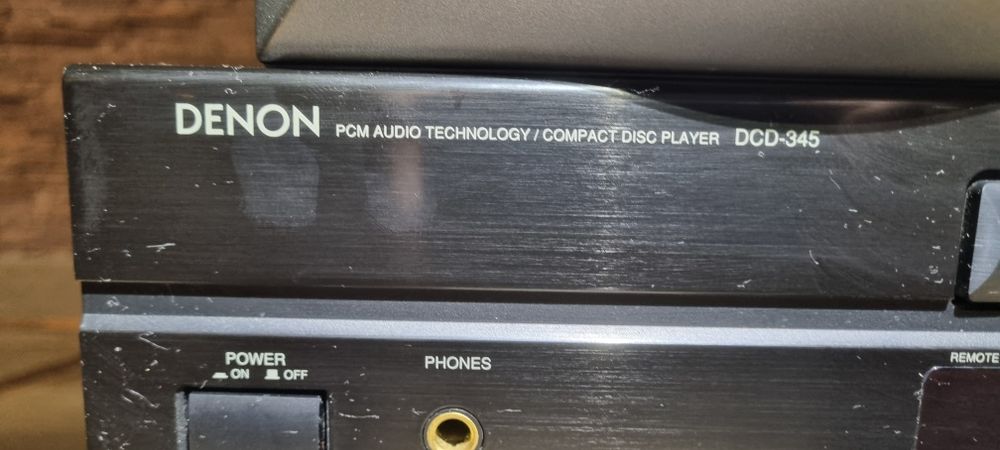 DENON PCM AUDIO TECHNOLOGY / COMPACT DISC PLAYER DCD-345
POWER
ON OFF
PHONES
REMOTE